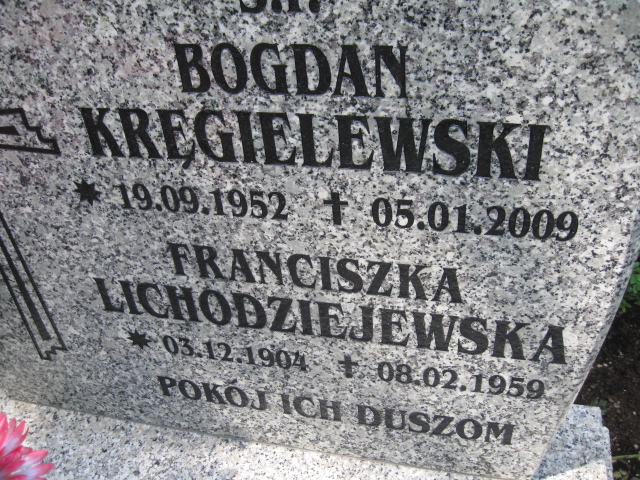 Ś.P.
BOGDAN
KRĘGIELEWSKI
* 19.09.1952 ✝ 05.01.2009
FRANCISZKA
LICHODZIEJEWSKA
* 03.12.1904 ✝ 08.02.1959
POKÓJ ICH DUSZOM